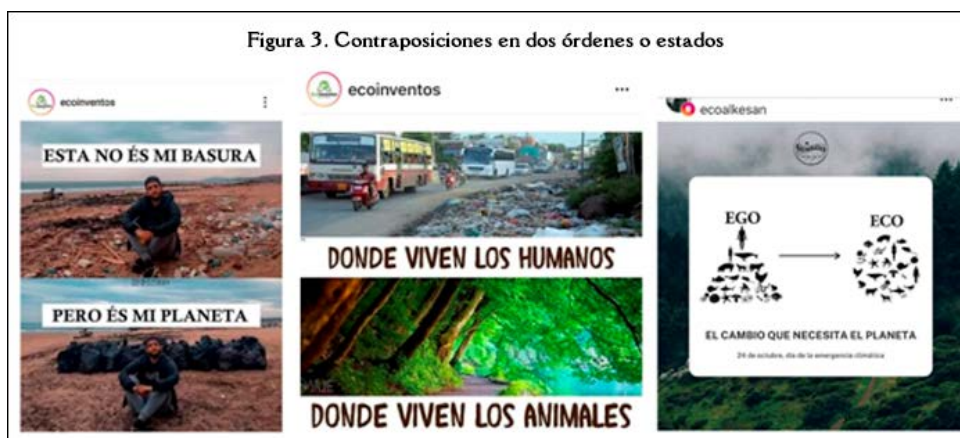 Figura 3. Contraposiciones en dos órdenes o estados
ecoinventos
ESTA NO ÉS MI BASURA
PERO ÉS MI PLANETA
ecoinventos
DONDE VIVEN LOS HUMANOS
DONDE VIVEN LOS ANIMALES
ecoalkesan
EGO
ECO
EL CAMBIO QUE NECESITA EL PLANETA
24 de octubre, día de la emergencia climática